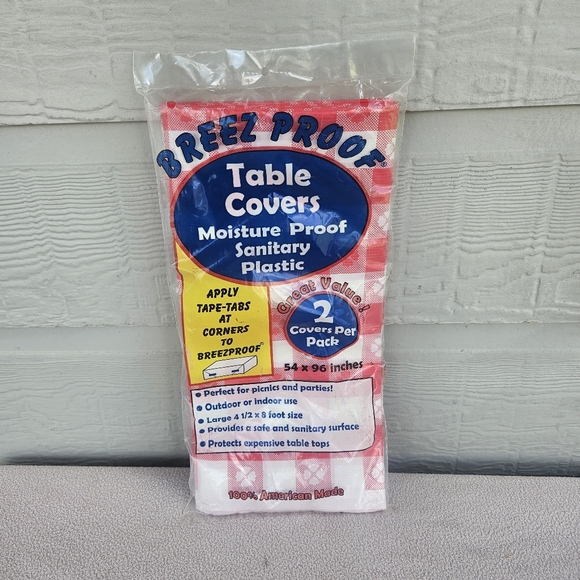 BREEZ PROOF®
Table
Covers
Moisture Proof
Sanitary
Plastic
APPLY
TAPE-TABS
AT
CORNERS
TO
BREEZPROOF
Great Value!
2
Covers Per
Pack
54 x 96 inches
• Perfect for picnics and parties!
• Outdoor or indoor use
• Large 4 1/2 x 8 foot size
• Provides a safe and sanitary surface
• Protects expensive table tops
100% American Made